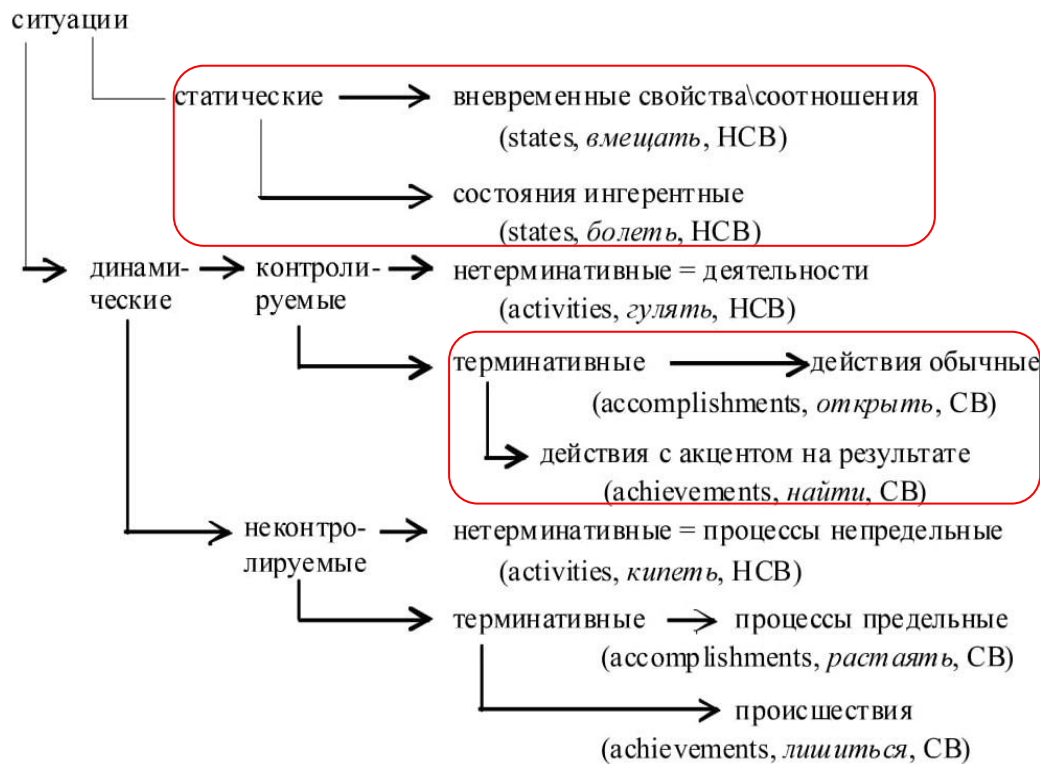 ситуации
статические вневременные свойства\соотношения
(states, вмещать, НСВ)
состояния ингерентные
(states, болеть, НСВ)
динами- контроли- нетерминативные = деятельности
ческие руемые (activities, гулять, НСВ)
терминативные действия обычные
(accomplishments, открыть, СВ)
действия с акцентом на результате
(achievements, найти, СВ)
неконтро- нетерминативные = процессы непредельные
лируемые (activities, кипеть, НСВ)
терминативные процессы предельные
(accomplishments, растаять, СВ)
происшествия
(achievements, лишиться, СВ)